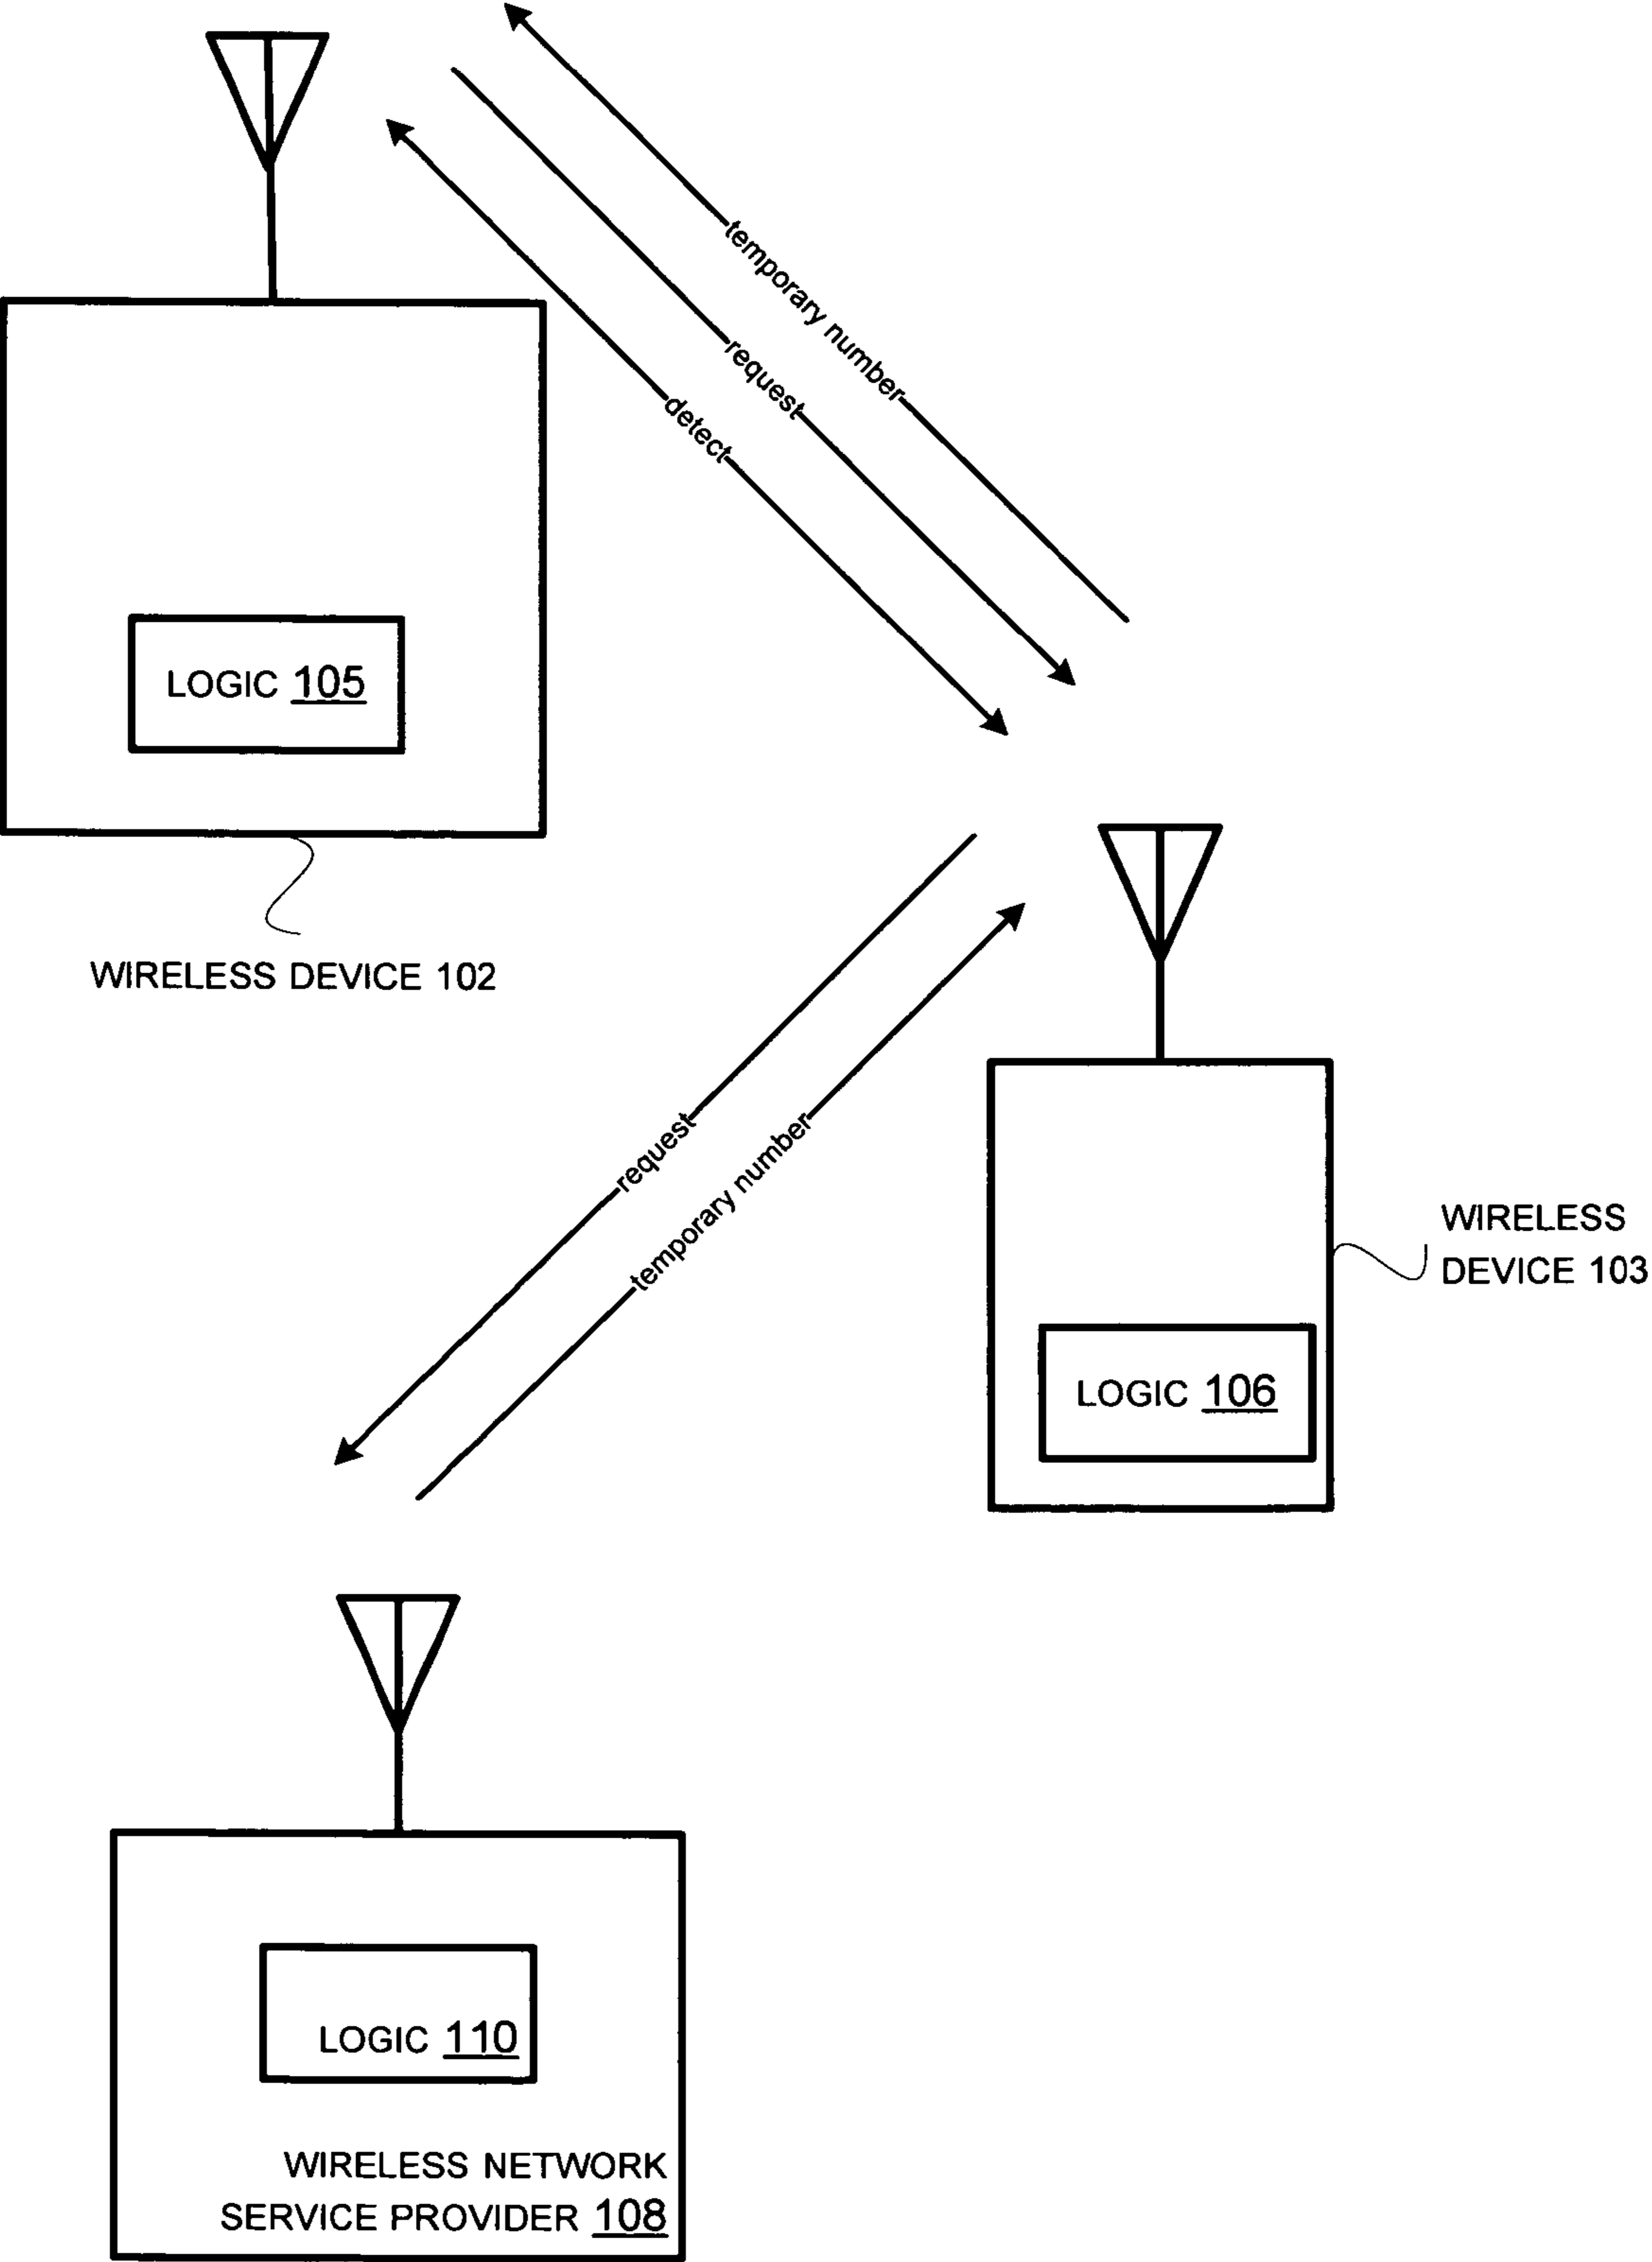 temporary number
request
detect
LOGIC 105
WIRELESS DEVICE 102
request
temporary number
WIRELESS
DEVICE 103
LOGIC 106
LOGIC 110
WIRELESS NETWORK
SERVICE PROVIDER 108